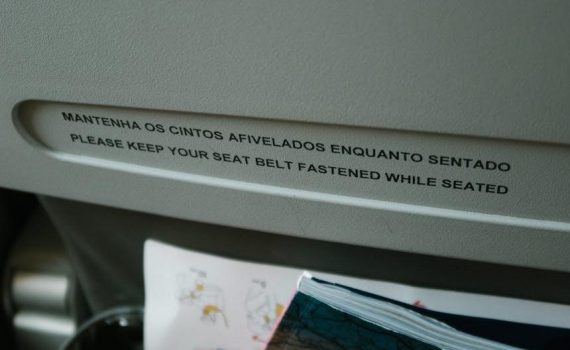 MANTENHA OS CINTOS AFIVELADOS ENQUANTO SENTADO
PLEASE KEEP YOUR SEAT BELT FASTENED WHILE SEATED